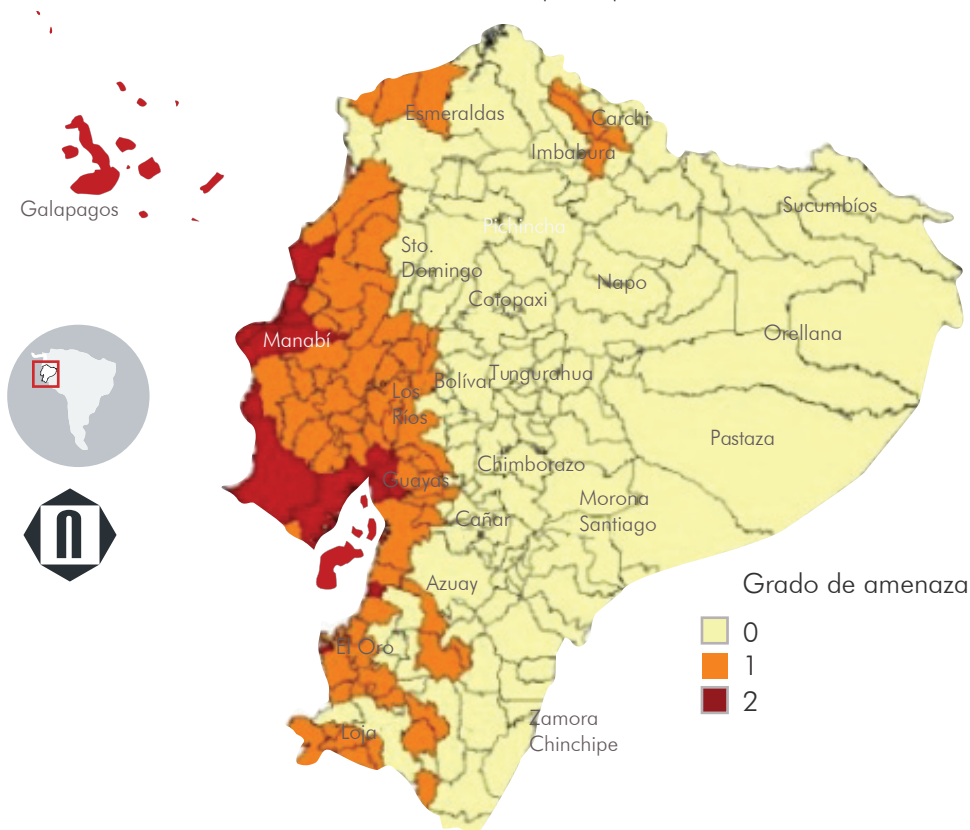 Esmeraldas
Carchi
Imbabura
Galapagos
Sucumbíos
Pichincha
Sto.
Domingo
Napo
Cotopaxi
Orellana
Manabí
Bolívar
Tungurahua
Los
Ríos
Pastaza
Chimborazo
Guayas
Morona
Santiago
Cañar
Azuay
Grado de amenaza
0
1
2
El Oro
Loja
Zamora
Chinchipe